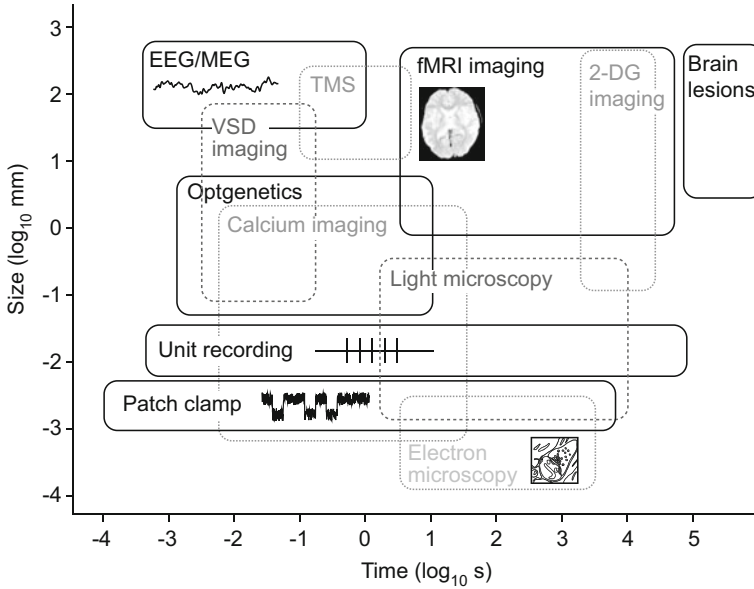 3
2
1
0
-1
-2
-3
-4
Size (log10 mm)
EEG/MEG
TMS
fMRI imaging
2-DG
imaging
Brain
lesions
VSD
imaging
Optgenetics
Calcium imaging
Light microscopy
Unit recording
Patch clamp
Electron
microscopy
-4 -3 -2 -1 0 1 2 3 4 5
Time (log10 s)